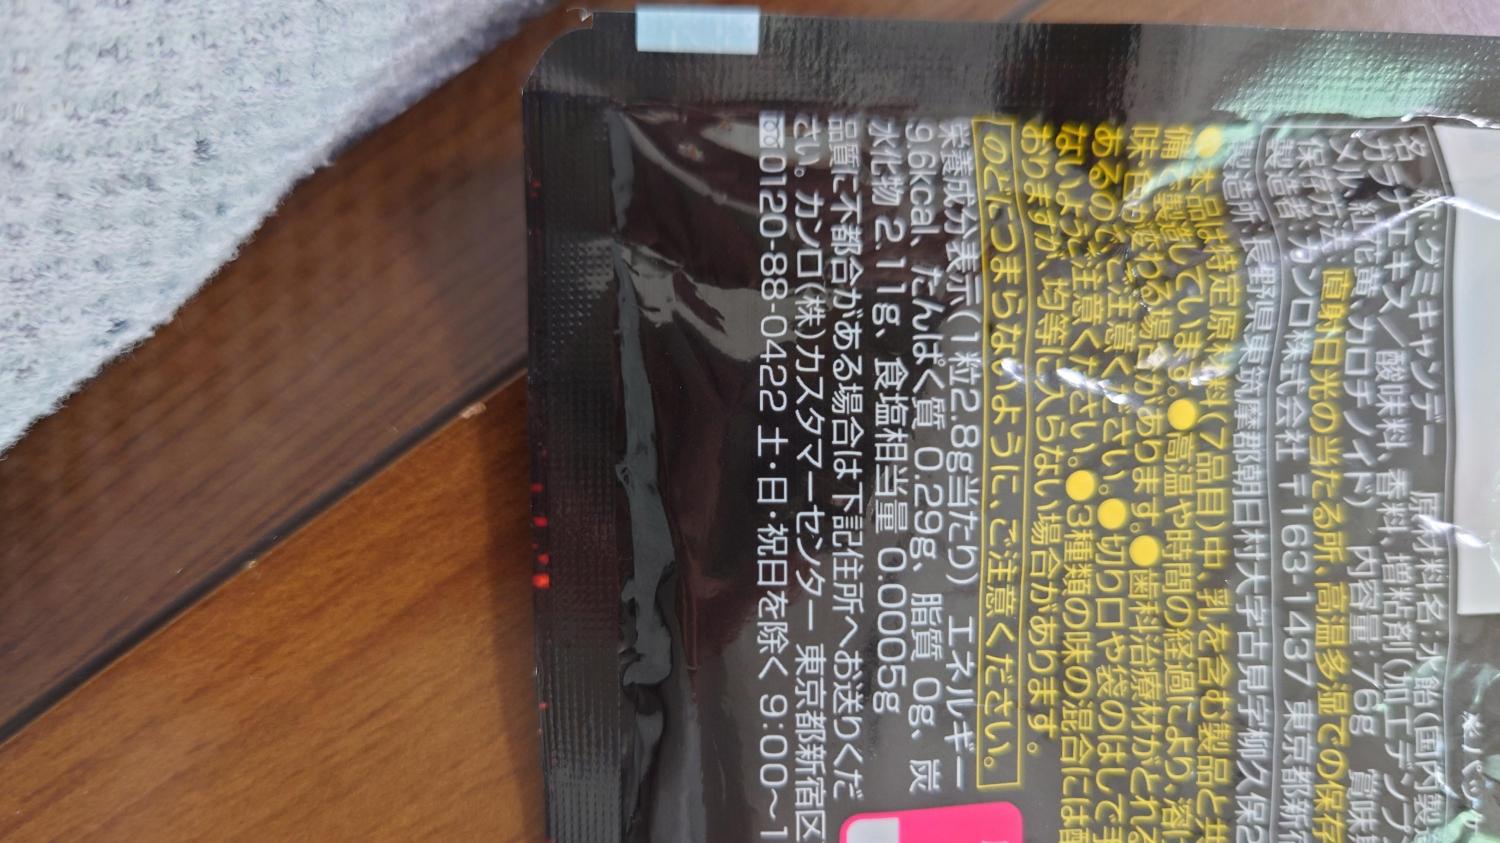 名称:グミキャンデー 原材料名:水飴(国内製造
ガラナエキス/酸味料、香料、増粘剤(加工デンプン
紅花黄、カロチノイド) 内容量:76g 賞味期
保存方法:直射日光の当たる所、高温多湿での保存
製造者:カンロ株式会社 〒163-1437 東京都新宿
製造所:長野県東筑摩郡朝日村大字古見字柳久保2
●本品は特定原材料(7品目)中、乳を含む製品と共
備で製造しています。●高温や時間の経過により、溶け
味・色が変わる場合があります。●歯科治療材がとれる
あるのでご注意ください。●切り口や袋のはしで手
ないようご注意ください。●3種類の味の混合には配
おりますが、均等に入らない場合があります。
のどにつまらないように、ご注意ください。
栄養成分表示(1粒2.8g当たり) エネルギー
9.6kcal、たんぱく質 0.29g、脂質 0g、炭
水化物 2.11g、食塩相当量 0.0005g
品質に不都合がある場合は下記住所へお送りくだ
さい。カンロ(株)カスタマーセンター 東京都新宿区
0120-88-0422 土・日・祝日を除く 9:00~1